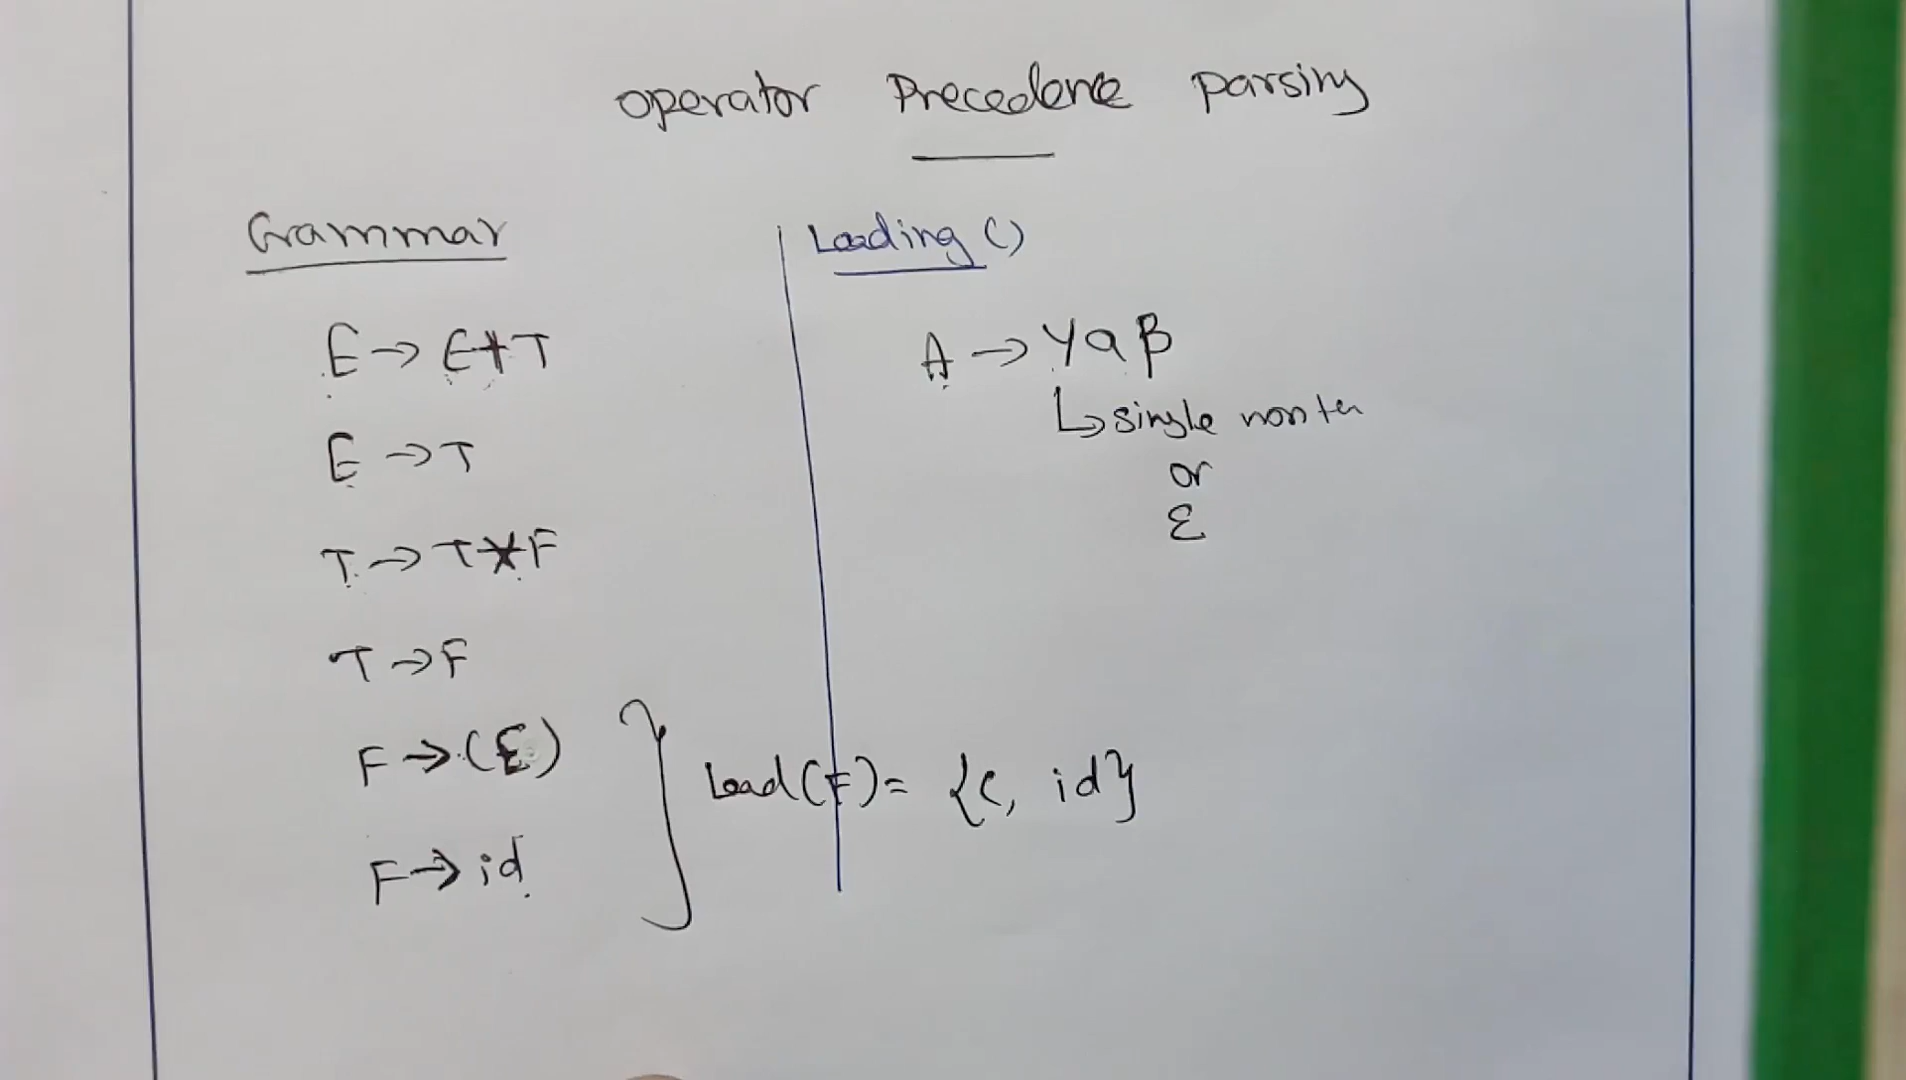 operator Precedence parsing
Grammar
E → E+T
E → T
T → T*F
T → F
F → (E)
F → id
Leading ()
A → γaβ
↳ single non ter
or
ε
Lead(F) = {(, id}